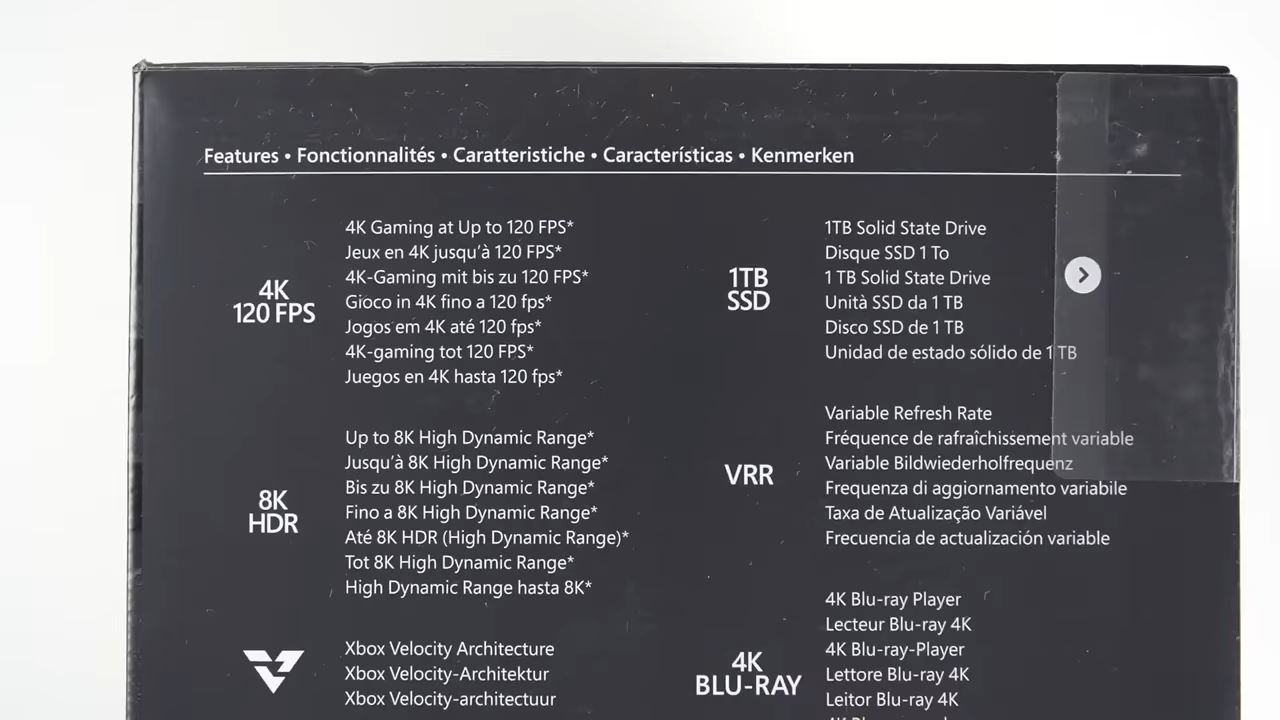 Features • Fonctionnalités • Caratteristiche • Características • Kenmerken
4K
120 FPS
4K Gaming at Up to 120 FPS*
Jeux en 4K jusqu'à 120 FPS*
4K-Gaming mit bis zu 120 FPS*
Gioco in 4K fino a 120 fps*
Jogos em 4K até 120 fps*
4K-gaming tot 120 FPS*
Juegos en 4K hasta 120 fps*
1TB
SSD
1TB Solid State Drive
Disque SSD 1 To
1 TB Solid State Drive
Unità SSD da 1 TB
Disco SSD de 1 TB
Unidad de estado sólido de 1 TB
8K
HDR
Up to 8K High Dynamic Range*
Jusqu'à 8K High Dynamic Range*
Bis zu 8K High Dynamic Range*
Fino a 8K High Dynamic Range*
Até 8K HDR (High Dynamic Range)*
Tot 8K High Dynamic Range*
High Dynamic Range hasta 8K*
VRR
Variable Refresh Rate
Fréquence de rafraîchissement variable
Variable Bildwiederholfrequenz
Frequenza di aggiornamento variabile
Taxa de Atualização Variável
Frecuencia de actualización variable
Xbox Velocity Architecture
Xbox Velocity-Architektur
Xbox Velocity-architectuur
4K
BLU-RAY
4K Blu-ray Player
Lecteur Blu-ray 4K
4K Blu-ray-Player
Lettore Blu-ray 4K
Leitor Blu-ray 4K